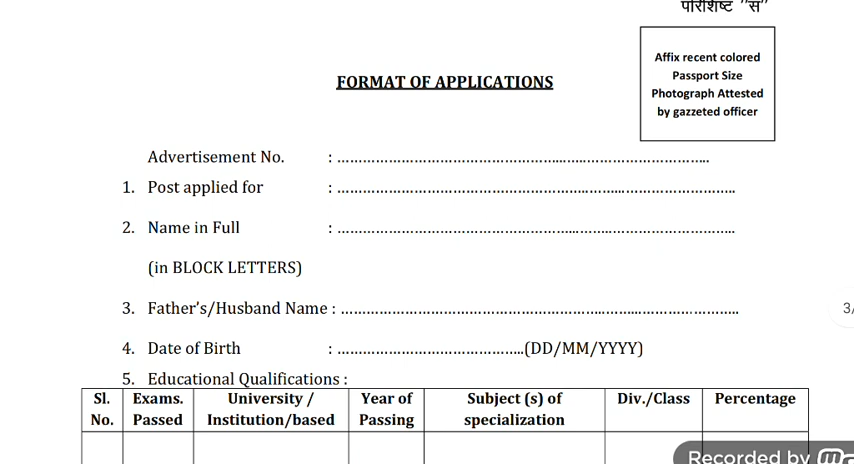 परिशिष्ट "स"
Affix recent colored
Passport Size
Photograph Attested
by gazzeted officer
FORMAT OF APPLICATIONS
Advertisement No. : ……………………………………………………………………………..
1. Post applied for : ……………………………………………………………………………..
2. Name in Full : ……………………………………………………………………………..
(in BLOCK LETTERS)
3. Father's/Husband Name : ……………………………………………………………………………..
4. Date of Birth : ……………………………………..(DD/MM/YYYY)
5. Educational Qualifications :
Sl. No. Exams. Passed University / Institution/based Year of Passing Subject (s) of specialization Div./Class Percentage
3/
Recorded by